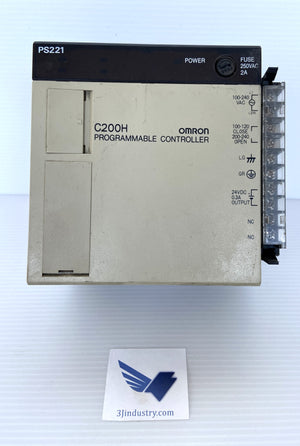 PS221
POWER
FUSE
250VAC
2A
100-240
VAC
C200H
OMRON
PROGRAMMABLE CONTROLLER
100-120
CLOSE
200-240
OPEN
LG
GR
24VDC
0.3A
OUTPUT
NC
NC
3Jindustry.com